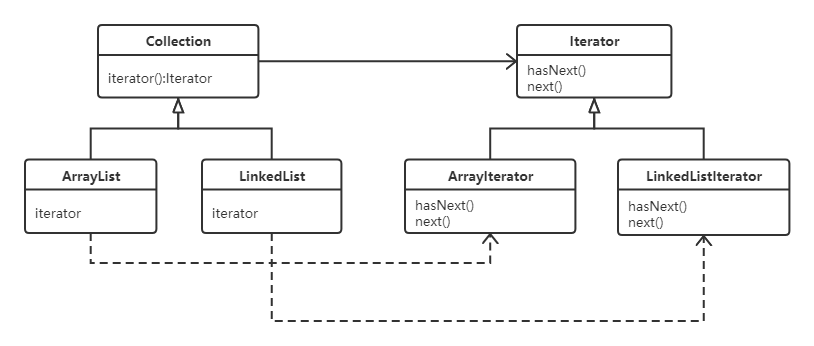 Collection
iterator():Iterator
Iterator
hasNext()
next()
ArrayList
iterator
LinkedList
iterator
ArrayIterator
hasNext()
next()
LinkedListIterator
hasNext()
next()